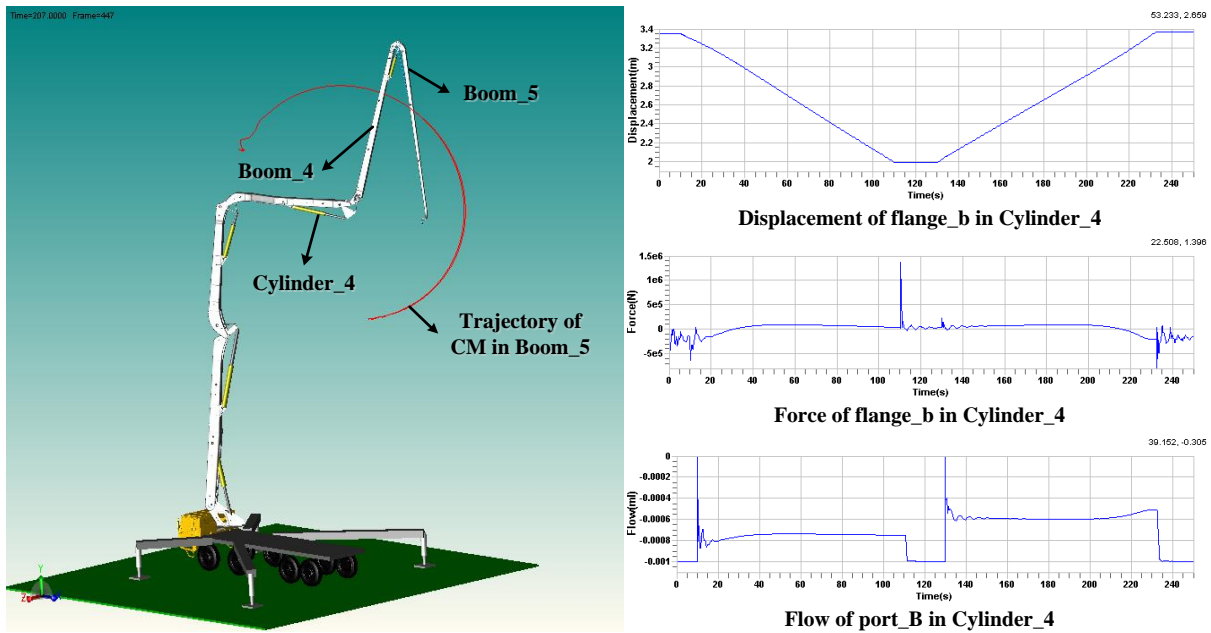 Time=207.0000 Frame=447
Boom_5
Boom_4
Cylinder_4
Trajectory of
CM in Boom_5
Y
Z
53.233, 2.659
Displacement(m)
3.4
3.2
3
2.8
2.6
2.4
2.2
2
0 20 40 60 80 100 120 140 160 180 200 220 240
Time(s)
Displacement of flange_b in Cylinder_4
22.508, 1.396
Force(N)
1.5e6
1e6
5e5
0
-5e5
0 20 40 60 80 100 120 140 160 180 200 220 240
Time(s)
Force of flange_b in Cylinder_4
39.152, -0.305
Flow(ml)
0
-0.0002
-0.0004
-0.0006
-0.0008
-0.001
0 20 40 60 80 100 120 140 160 180 200 220 240
Time(s)
Flow of port_B in Cylinder_4